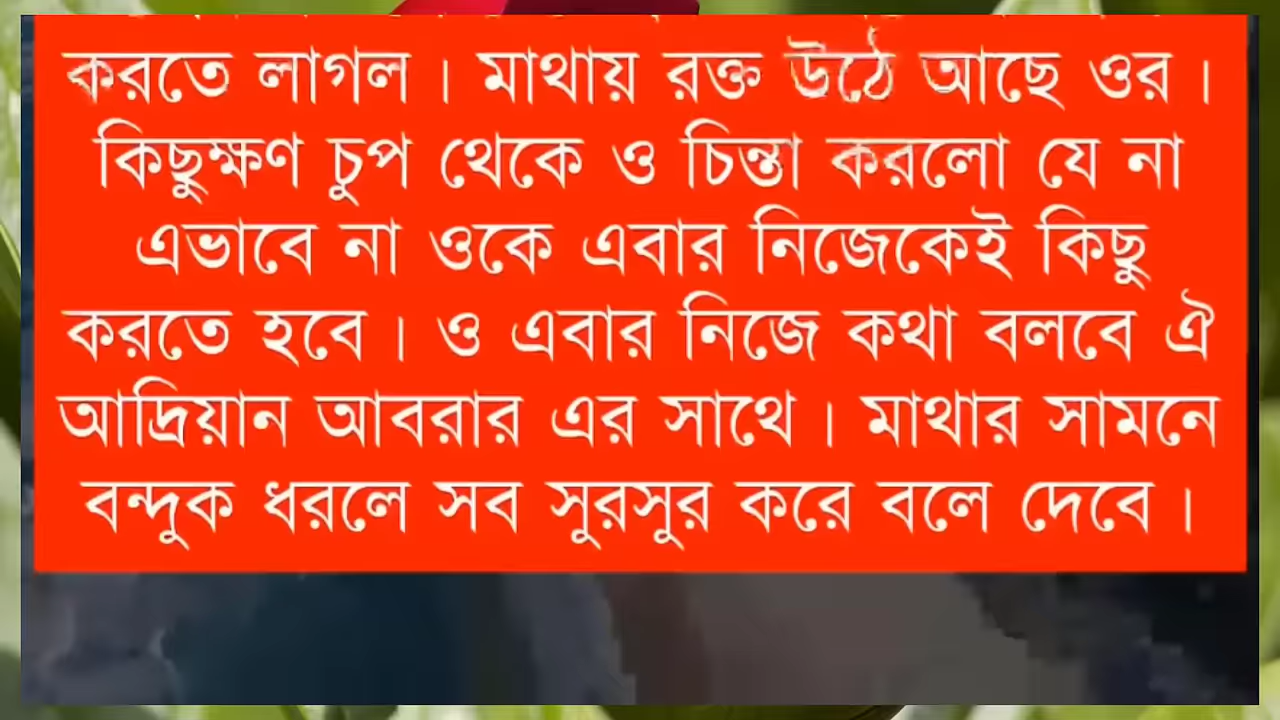 করতে লাগল । মাথায় রক্ত উঠে আছে ওর ।
কিছুক্ষণ চুপ থেকে ও চিন্তা করলো যে না
এভাবে না ওকে এবার নিজেকেই কিছু
করতে হবে । ও এবার নিজে কথা বলবে ঐ
আদ্রিয়ান আবরার এর সাথে । মাথার সামনে
বন্দুক ধরলে সব সুরসুর করে বলে দেবে ।